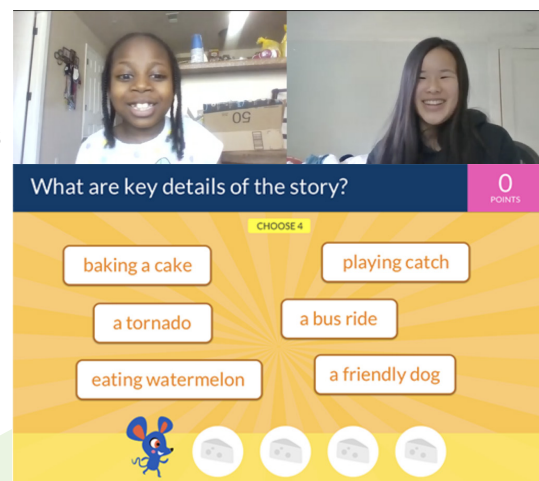 50
What are key details of the story?
0
POINTS
CHOOSE 4
baking a cake
playing catch
a tornado
a bus ride
eating watermelon
a friendly dog